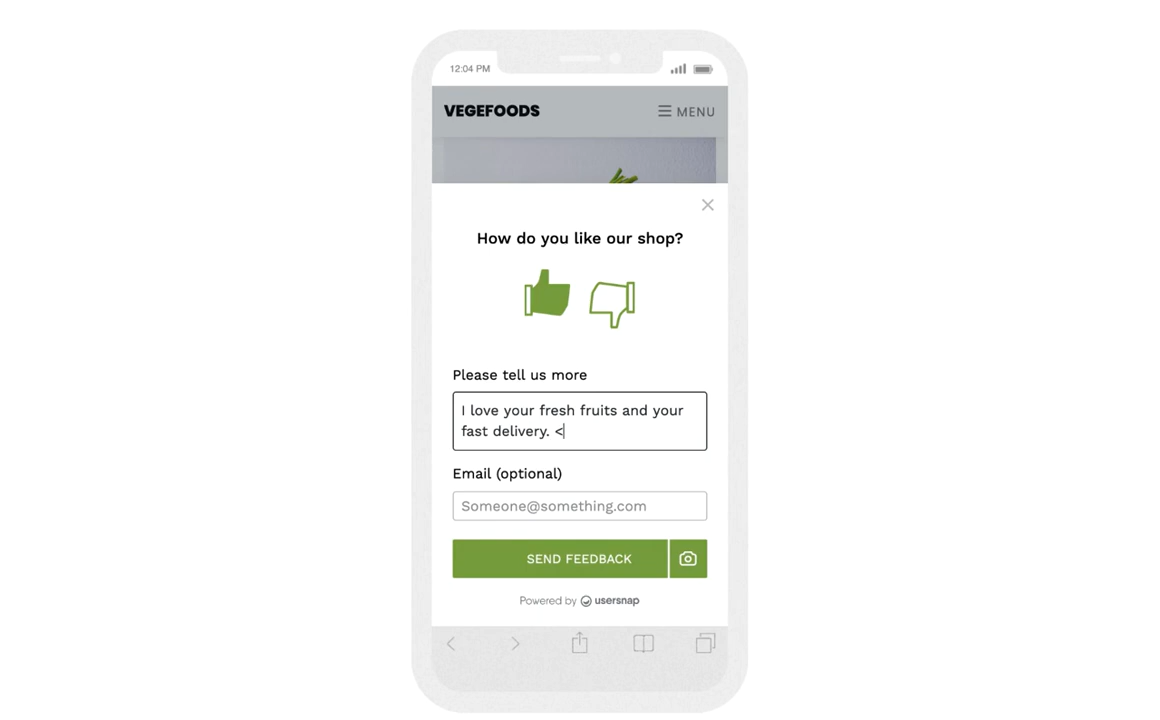 12:04 PM
VEGEFOODS
MENU
How do you like our shop?
Please tell us more
I love your fresh fruits and your
fast delivery. <
Email (optional)
Someone@something.com
SEND FEEDBACK
Powered by usersnap